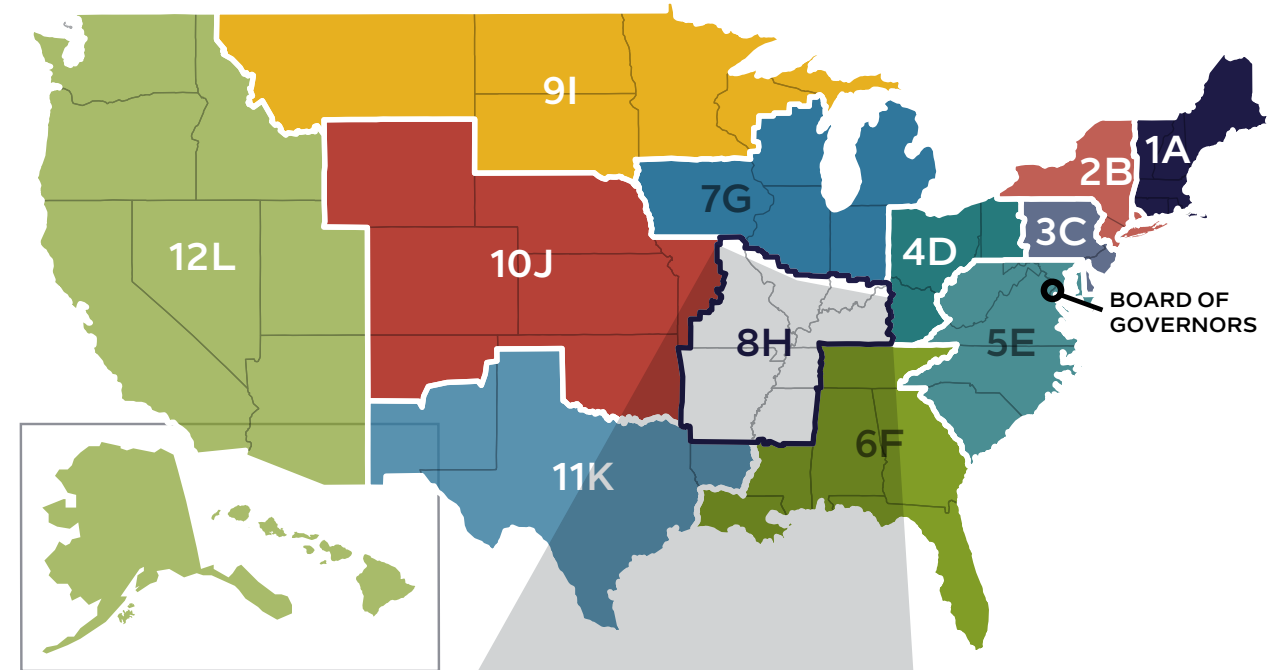 9I
1A
2B
7G
3C
12L
4D
10J
BOARD OF
GOVERNORS
8H
5E
6F
11K